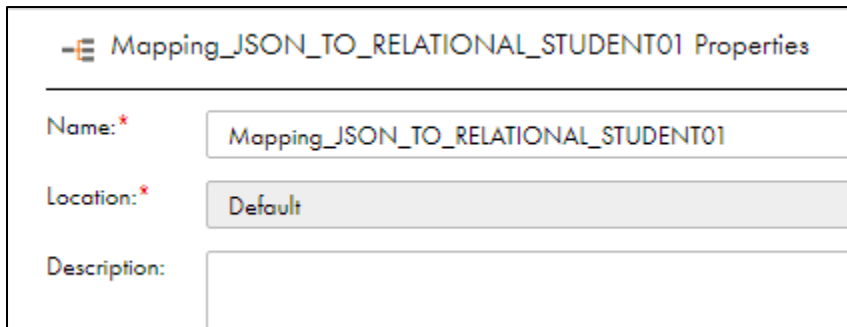 Mapping_JSON_TO_RELATIONAL_STUDENT01 Properties
Name:* Mapping_JSON_TO_RELATIONAL_STUDENT01
Location:* Default
Description: